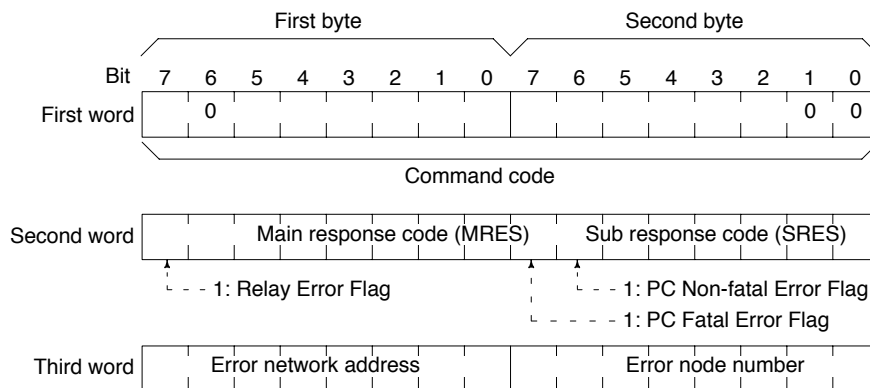 First byte Second byte
Bit 7 6 5 4 3 2 1 0 7 6 5 4 3 2 1 0
First word 0 0 0
Command code
Second word Main response code (MRES) Sub response code (SRES)
1: Relay Error Flag 1: PC Non-fatal Error Flag
1: PC Fatal Error Flag
Third word Error network address Error node number